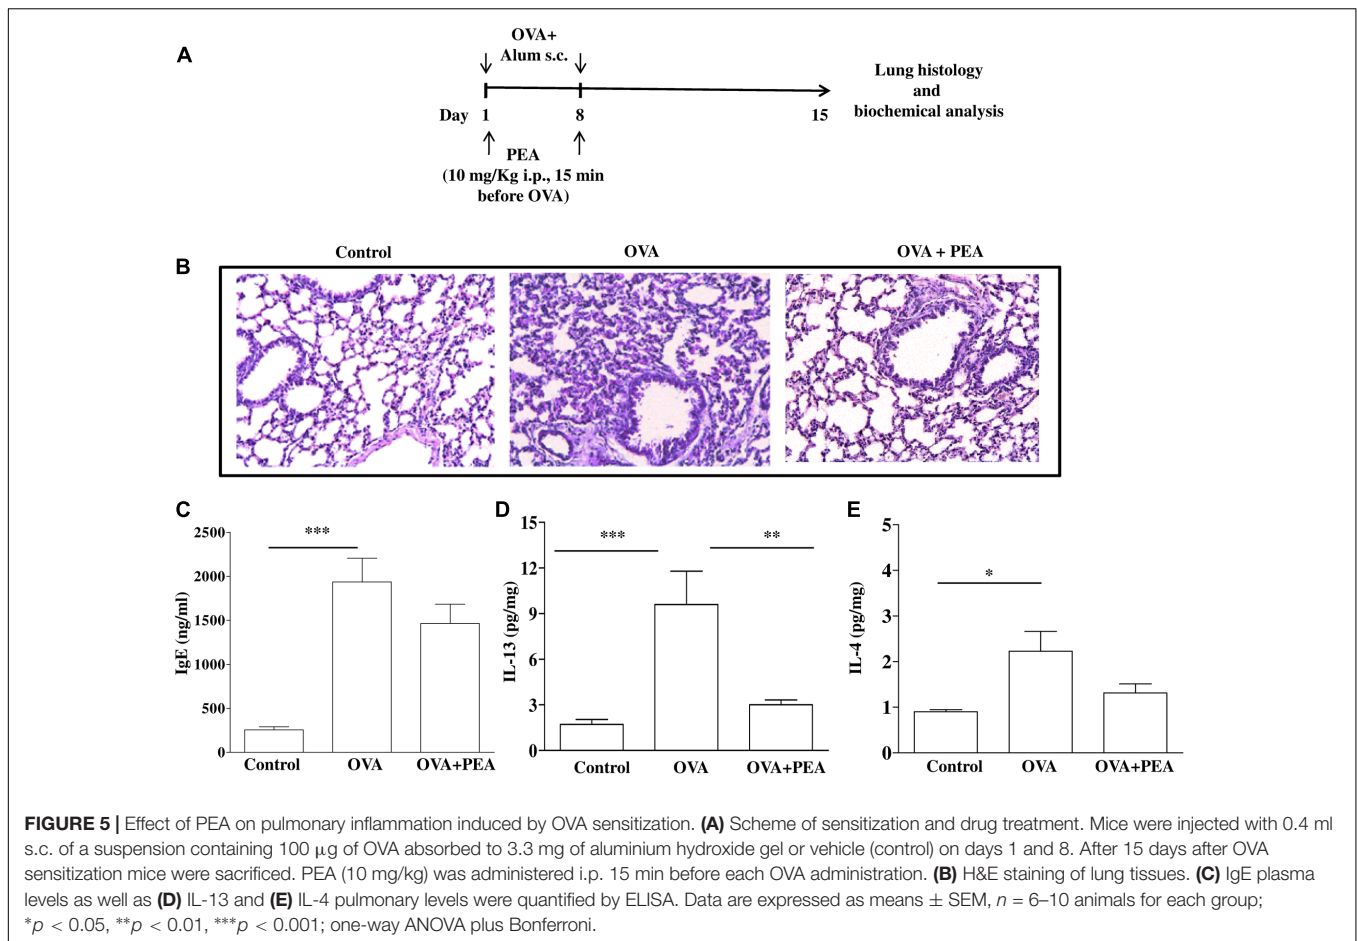 A
OVA+
Alum s.c.
Day 1 8 15
PEA
(10 mg/Kg i.p., 15 min
before OVA)
Lung histology
and
biochemical analysis
B
Control OVA OVA + PEA
C
IgE (ng/ml)
2500
2000
1500
1000
500
0
***
Control OVA OVA+PEA
D
IL-13 (pg/mg)
15
12
9
6
3
0
*** **
Control OVA OVA+PEA
E
IL-4 (pg/mg)
5
4
3
2
1
0
*
Control OVA OVA+PEA
FIGURE 5 | Effect of PEA on pulmonary inflammation induced by OVA sensitization. (A) Scheme of sensitization and drug treatment. Mice were injected with 0.4 ml
s.c. of a suspension containing 100 μg of OVA absorbed to 3.3 mg of aluminium hydroxide gel or vehicle (control) on days 1 and 8. After 15 days after OVA
sensitization mice were sacrificed. PEA (10 mg/kg) was administered i.p. 15 min before each OVA administration. (B) H&E staining of lung tissues. (C) IgE plasma
levels as well as (D) IL-13 and (E) IL-4 pulmonary levels were quantified by ELISA. Data are expressed as means ± SEM, n = 6–10 animals for each group;
*p < 0.05, **p < 0.01, ***p < 0.001; one-way ANOVA plus Bonferroni.